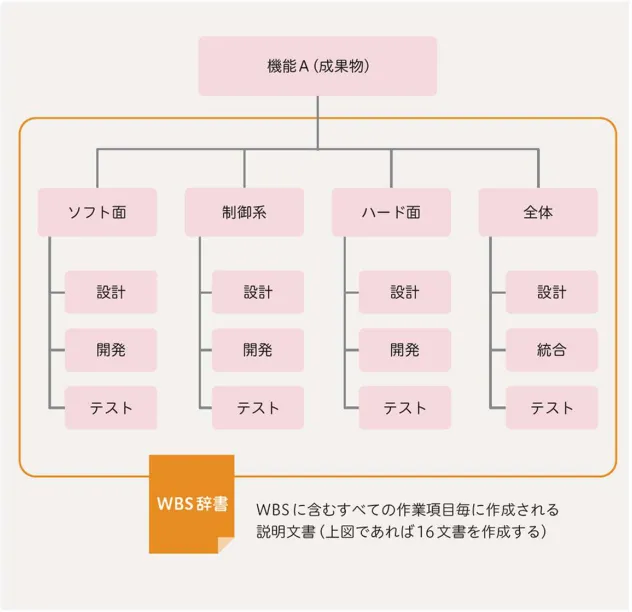 機能A（成果物）
ソフト面
制御系
ハード面
全体
設計
設計
設計
設計
開発
開発
開発
統合
テスト
テスト
テスト
テスト
WBS辞書
WBSに含むすべての作業項目毎に作成される
説明文書（上図であれば16文書を作成する）